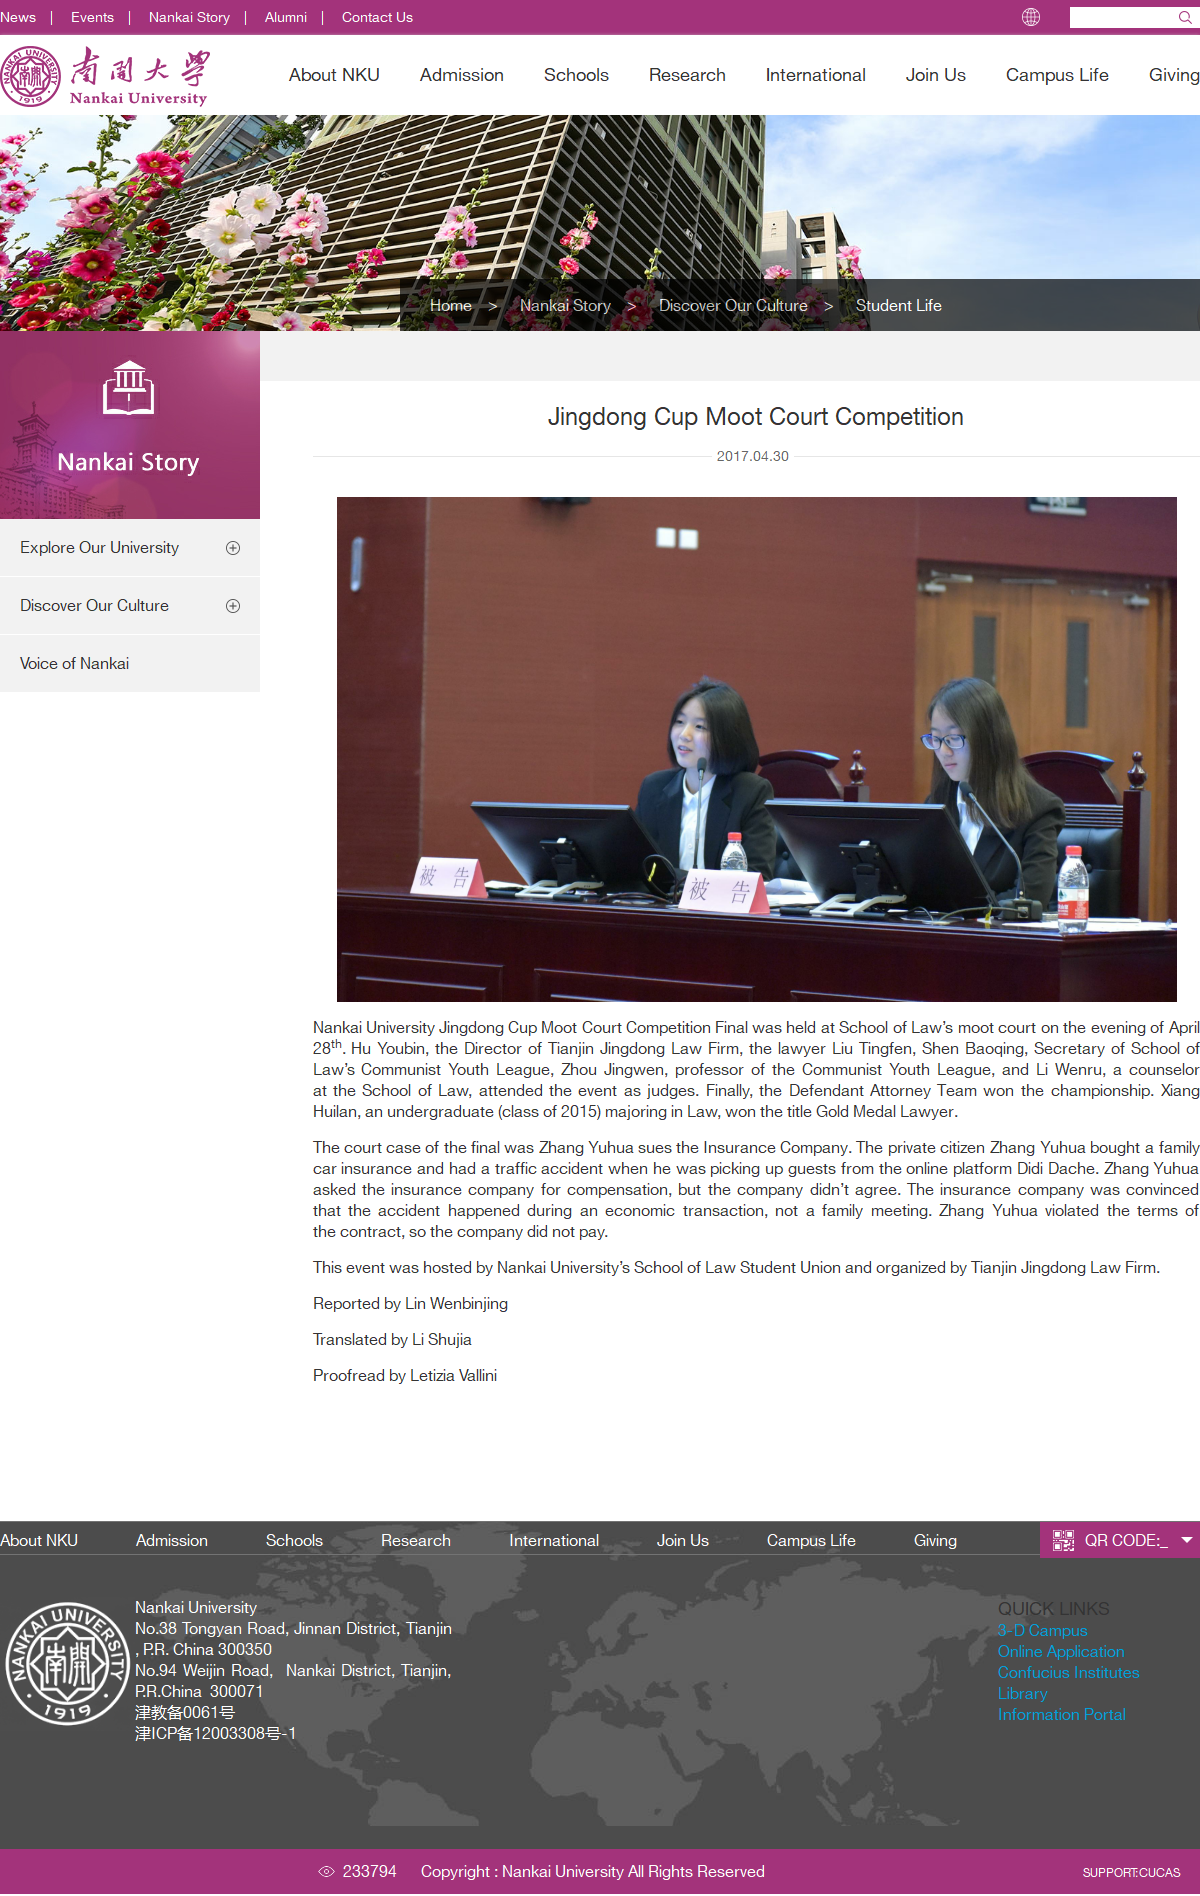 News | Events | Nankai Story | Alumni | Contact Us
NANKAI UNIVERSITY
1919
南開大學
Nankai University
About NKU Admission Schools Research International Join Us Campus Life Giving
Home > Nankai Story > Discover Our Culture > Student Life
Nankai Story
Explore Our University
Discover Our Culture
Voice of Nankai
Jingdong Cup Moot Court Competition
2017.04.30
被告
被告
Nankai University Jingdong Cup Moot Court Competition Final was held at School of Law’s moot court on the evening of April
28th. Hu Youbin, the Director of Tianjin Jingdong Law Firm, the lawyer Liu Tingfen, Shen Baoqing, Secretary of School of
Law’s Communist Youth League, Zhou Jingwen, professor of the Communist Youth League, and Li Wenru, a counselor
at the School of Law, attended the event as judges. Finally, the Defendant Attorney Team won the championship. Xiang
Huilan, an undergraduate (class of 2015) majoring in Law, won the title Gold Medal Lawyer.
The court case of the final was Zhang Yuhua sues the Insurance Company. The private citizen Zhang Yuhua bought a family
car insurance and had a traffic accident when he was picking up guests from the online platform Didi Dache. Zhang Yuhua
asked the insurance company for compensation, but the company didn’t agree. The insurance company was convinced
that the accident happened during an economic transaction, not a family meeting. Zhang Yuhua violated the terms of
the contract, so the company did not pay.
This event was hosted by Nankai University’s School of Law Student Union and organized by Tianjin Jingdong Law Firm.
Reported by Lin Wenbinjing
Translated by Li Shujia
Proofread by Letizia Vallini
About NKU Admission Schools Research International Join Us Campus Life Giving
QR CODE:_
NANKAI UNIVERSITY
南開
1919
Nankai University
No.38 Tongyan Road, Jinnan District, Tianjin
, P.R. China 300350
No.94 Weijin Road, Nankai District, Tianjin,
P.R.China 300071
津教备0061号
津ICP备12003308号-1
QUICK LINKS
3-D Campus
Online Application
Confucius Institutes
Library
Information Portal
233794 Copyright : Nankai University All Rights Reserved
SUPPORT:CUCAS